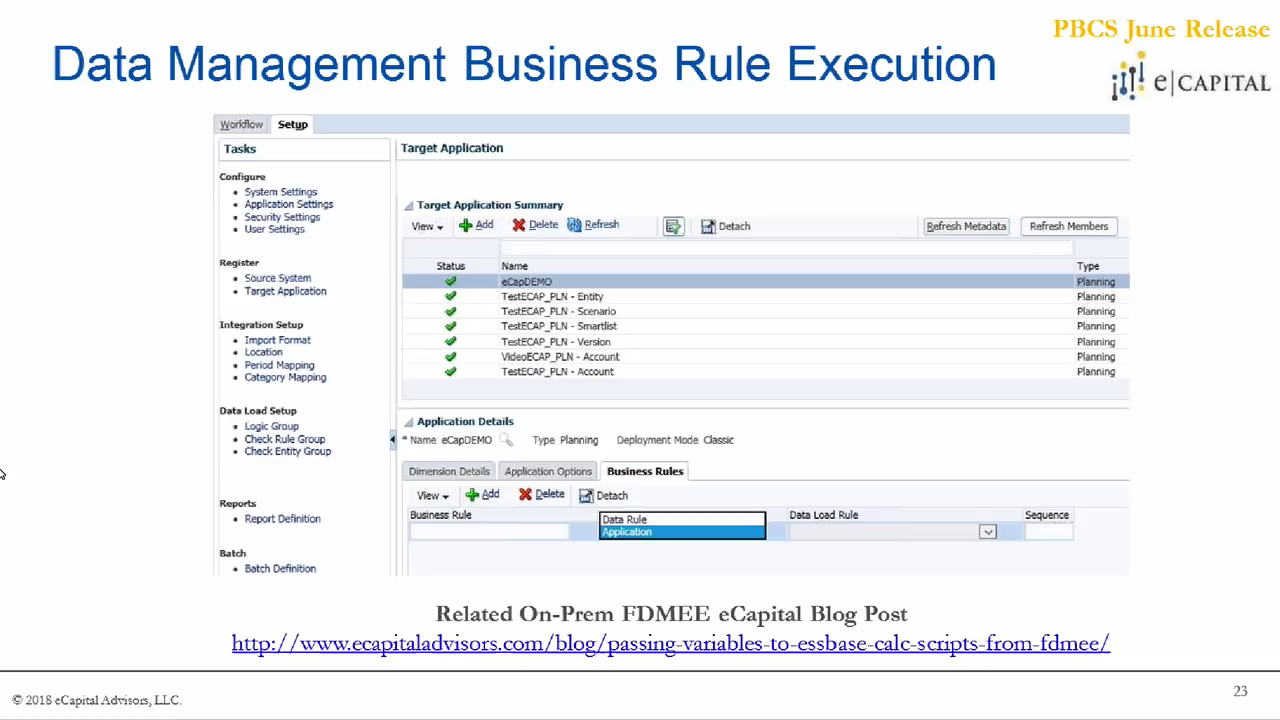 PBCS June Release
Data Management Business Rule Execution
e|CAPITAL
Workflow Setup
Tasks
Configure
System Settings
Application Settings
Security Settings
User Settings
Register
Source System
Target Application
Integration Setup
Import Format
Location
Period Mapping
Category Mapping
Data Load Setup
Logic Group
Check Rule Group
Check Entity Group
Reports
Report Definition
Batch
Batch Definition
Target Application
Target Application Summary
View Add Delete Refresh Detach Refresh Metadata Refresh Members
Status Name Type
eCapDEMO Planning
TestECAP_PLN - Entity Planning
TestECAP_PLN - Scenario Planning
TestECAP_PLN - Smartlist Planning
TestECAP_PLN - Version Planning
VideoECAP_PLN - Account Planning
TestECAP_PLN - Account Planning
Application Details
* Name eCapDEMO Type Planning Deployment Mode Classic
Dimension Details Application Options Business Rules
View Add Delete Detach
Business Rule Data Load Rule Sequence
Data Rule
Application
Related On-Prem FDMEE eCapital Blog Post
http://www.ecapitaladvisors.com/blog/passing-variables-to-essbase-calc-scripts-from-fdmee/
© 2018 eCapital Advisors, LLC.
23